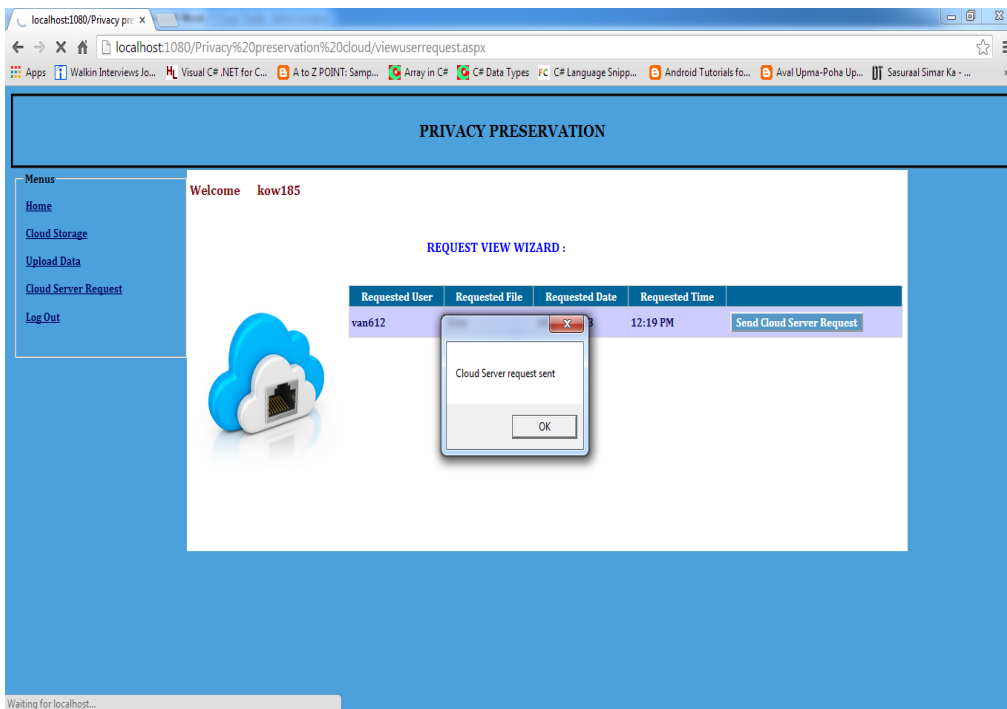 localhost:1080/Privacy pre
localhost:1080/Privacy%20preservation%20cloud/viewuserrequest.aspx
Apps Walkin Interviews Jo... HL Visual C# .NET for C... A to Z POINT: Samp... Array in C# C# Data Types FC C# Language Snipp... Android Tutorials fo... Aval Upma-Poha Up... DT Sasuraal Simar Ka - ...
PRIVACY PRESERVATION
Menus
Home
Cloud Storage
Upload Data
Cloud Server Request
Log Out
Welcome kow185
REQUEST VIEW WIZARD :
Requested User Requested File Requested Date Requested Time
van612 3 12:19 PM Send Cloud Server Request
Cloud Server request sent
OK
Waiting for localhost...